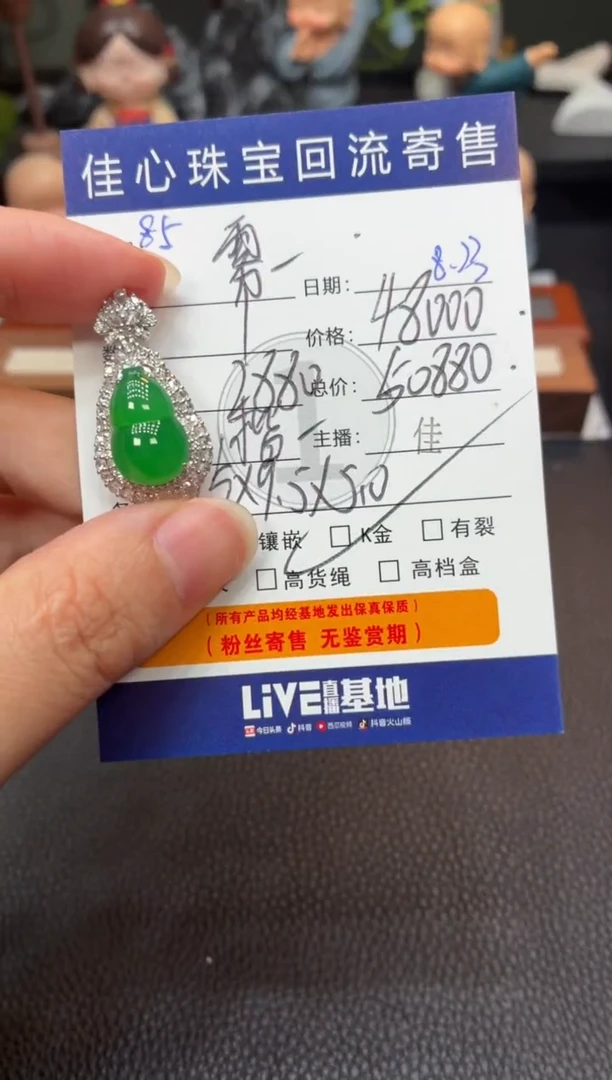 佳心珠宝回流寄售
85
日期: 8.23
价格: 48000
2880 总价: 50880
主播: 佳
5X9.5X5.0
镶嵌 K金 有裂
高货绳 高档盒
(所有产品均经基地发出保真保质)
(粉丝寄售 无鉴赏期)
LiVE直播基地
今日头条 抖音 西瓜视频 抖音火山版